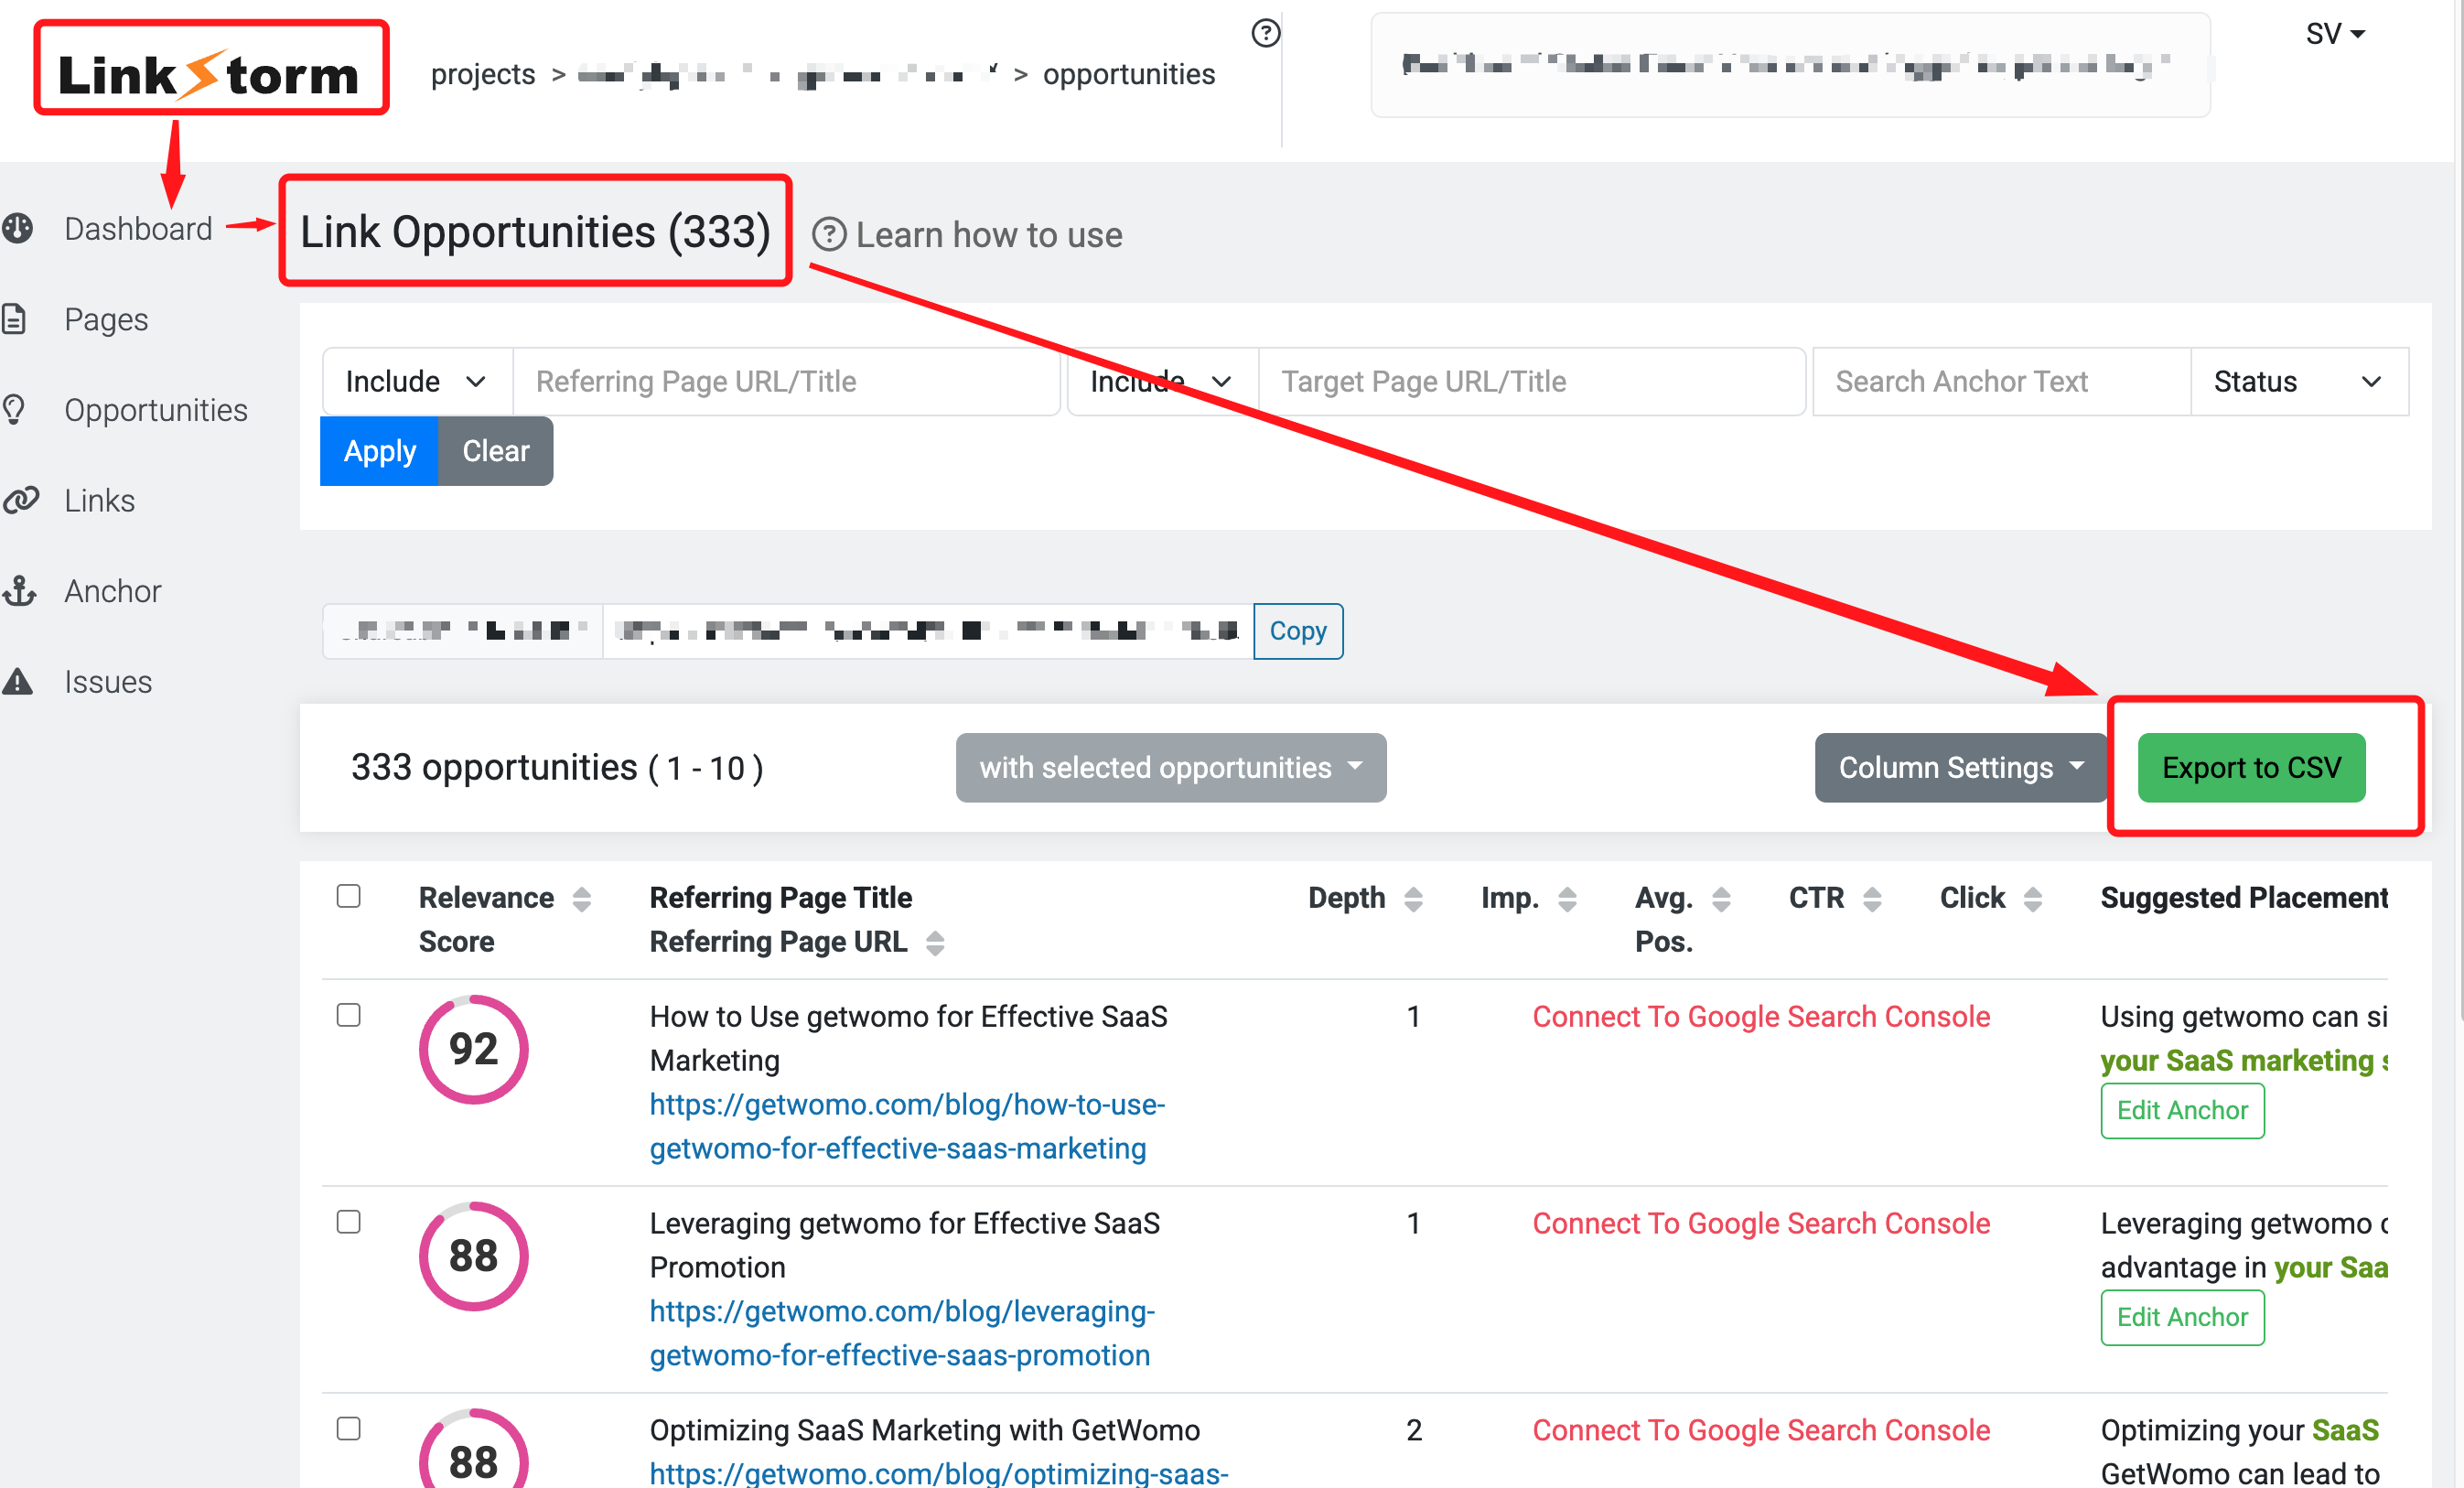 LinkStorm
projects > > opportunities
SV
Dashboard
Link Opportunities (333)
Learn how to use
Pages
Opportunities
Links
Anchor
Issues
Include
Referring Page URL/Title
Include
Target Page URL/Title
Search Anchor Text
Status
Apply
Clear
Copy
333 opportunities ( 1 - 10 )
with selected opportunities
Column Settings
Export to CSV
Relevance
Score
Referring Page Title
Referring Page URL
Depth
Imp.
Avg.
Pos.
CTR
Click
Suggested Placement
92
How to Use getwomo for Effective SaaS
Marketing
https://getwomo.com/blog/how-to-use-
getwomo-for-effective-saas-marketing
1
Connect To Google Search Console
Using getwomo can si
your SaaS marketing s
Edit Anchor
88
Leveraging getwomo for Effective SaaS
Promotion
https://getwomo.com/blog/leveraging-
getwomo-for-effective-saas-promotion
1
Connect To Google Search Console
Leveraging getwomo
advantage in your Saa
Edit Anchor
88
Optimizing SaaS Marketing with GetWomo
https://getwomo.com/blog/optimizing-saas-
2
Connect To Google Search Console
Optimizing your SaaS
GetWomo can lead to